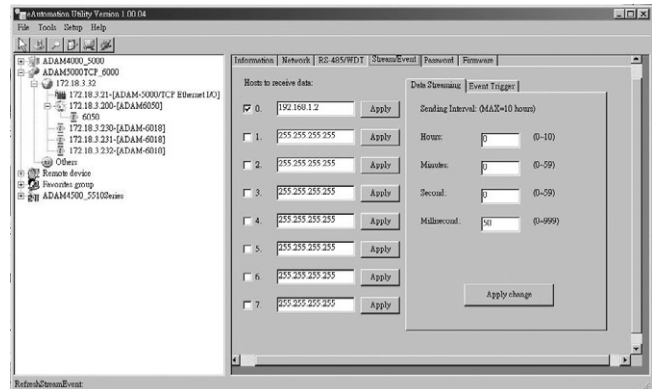 eAutomation Utility Version 1.00.04
File Tools Setup Help
ADAM4000_5000
ADAM5000TCP_6000
172.18.3.32
172.18.3.21-[ADAM-5000/TCP Ethernet I/O]
172.18.3.200-[ADAM6050]
6050
172.18.3.230-[ADAM-6018]
172.18.3.231-[ADAM-6018]
172.18.3.232-[ADAM-6018]
Others
Remote device
Favorites group
ADAM4500_5510Series
Information Network RS-485/WDT Stream/Event Password Firmware
Hosts to receive data:
0. 192.168.1.2 Apply
1. 255.255.255.255 Apply
2. 255.255.255.255 Apply
3. 255.255.255.255 Apply
4. 255.255.255.255 Apply
5. 255.255.255.255 Apply
6. 255.255.255.255 Apply
7. 255.255.255.255 Apply
Data Streaming Event Trigger
Sending Interval: (MAX=10 hours)
Hours: 0 (0~10)
Minutes: 0 (0~59)
Second: 0 (0~59)
Millisecond: 50 (0~999)
Apply change
RefreshStreamEvent: